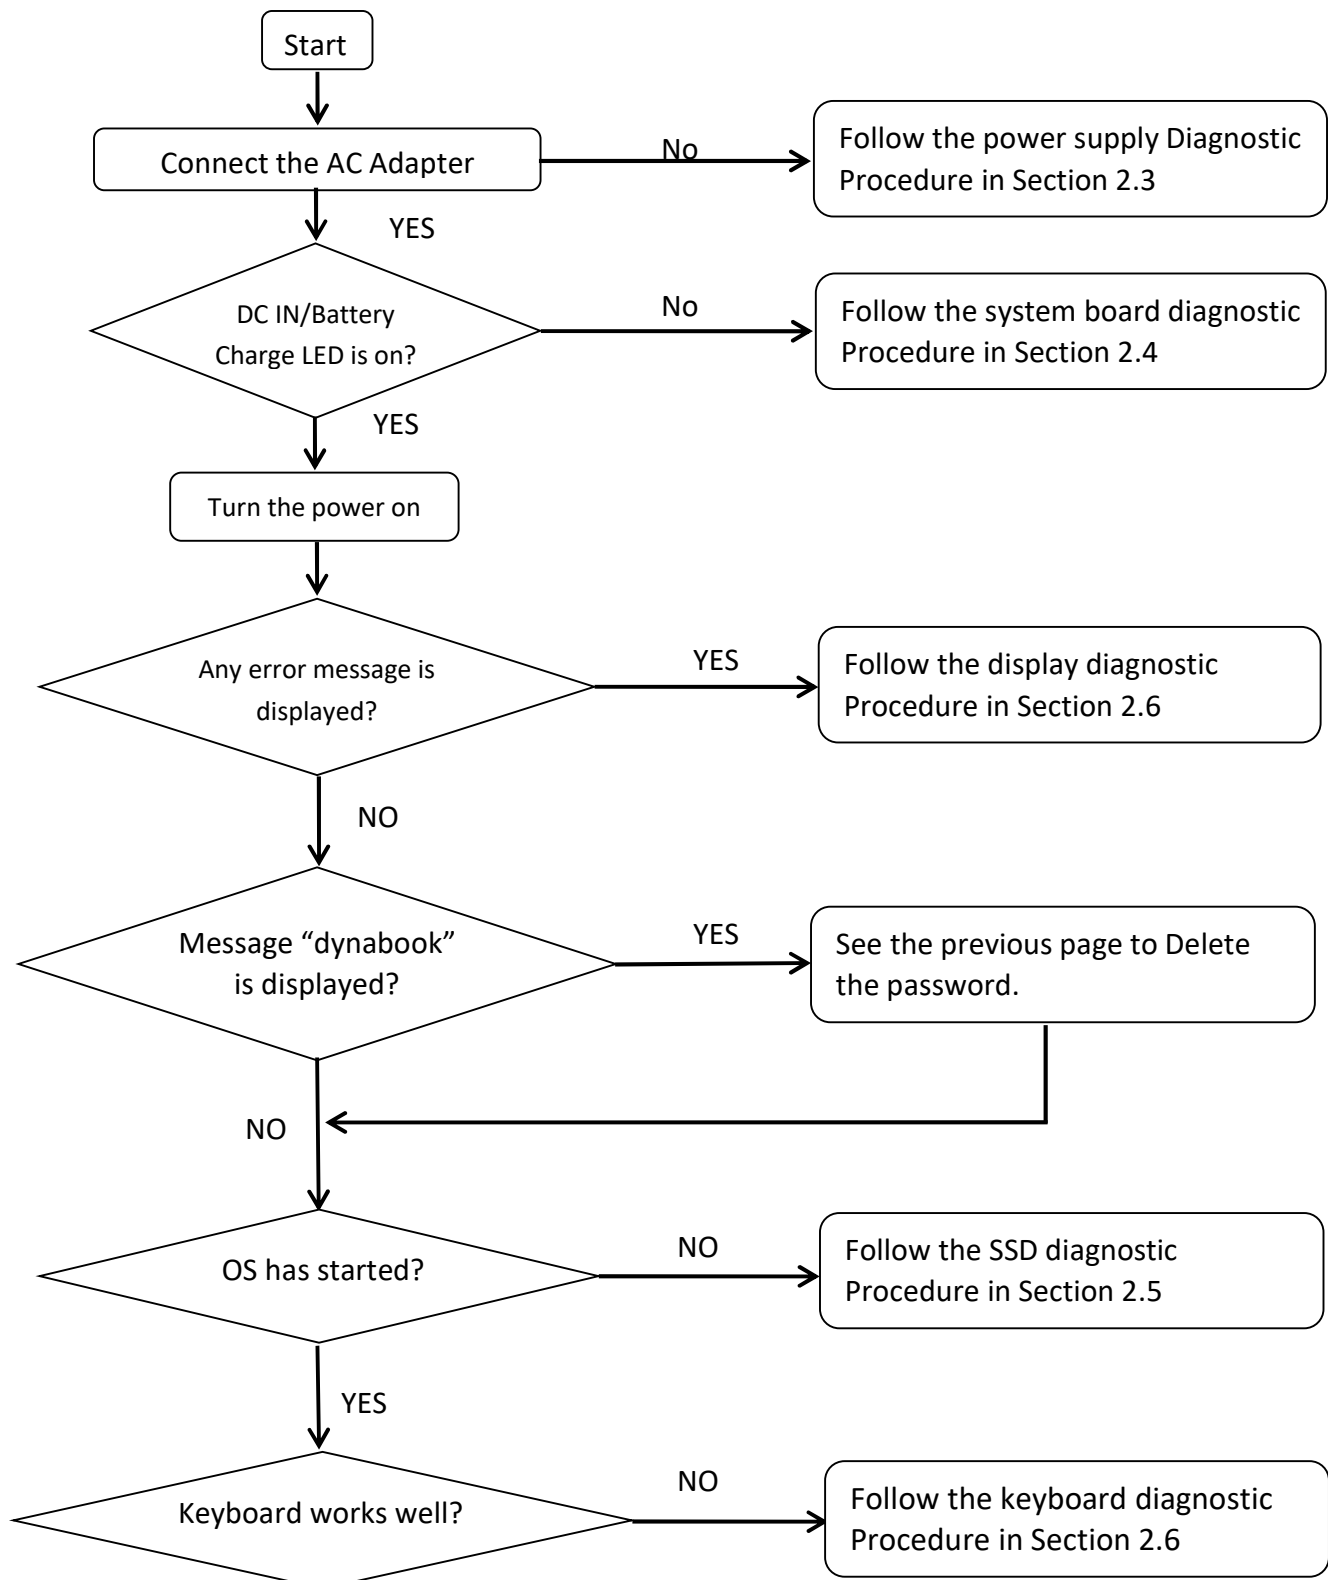 Start
Connect the AC Adapter
No
Follow the power supply Diagnostic
Procedure in Section 2.3
YES
DC IN/Battery
Charge LED is on?
No
Follow the system board diagnostic
Procedure in Section 2.4
YES
Turn the power on
Any error message is
displayed?
YES
Follow the display diagnostic
Procedure in Section 2.6
NO
Message “dynabook”
is displayed?
YES
See the previous page to Delete
the password.
NO
OS has started?
NO
Follow the SSD diagnostic
Procedure in Section 2.5
YES
Keyboard works well?
NO
Follow the keyboard diagnostic
Procedure in Section 2.6